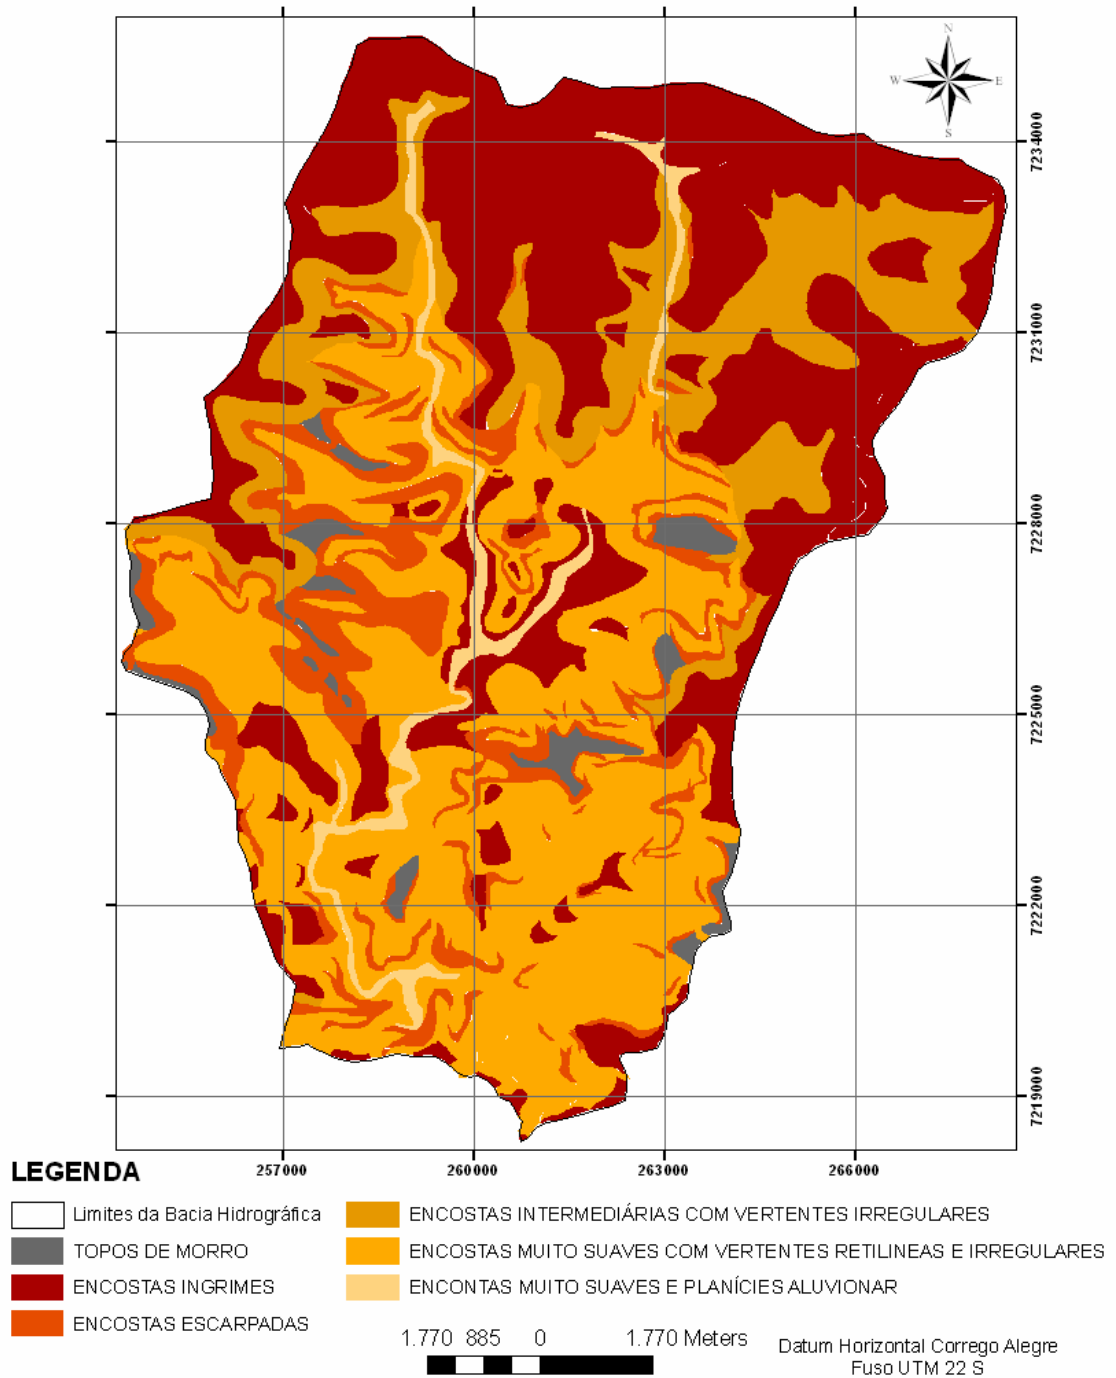 N
W E
S
7234000
7231000
7228000
7225000
7222000
7219000
257000 260000 263000 266000
LEGENDA
Limites da Bacia Hidrográfica
TOPOS DE MORRO
ENCOSTAS INGRIMES
ENCOSTAS ESCARPADAS
ENCOSTAS INTERMEDIÁRIAS COM VERTENTES IRREGULARES
ENCOSTAS MUITO SUAVES COM VERTENTES RETILINEAS E IRREGULARES
ENCONTAS MUITO SUAVES E PLANÍCIES ALUVIONAR
1.770 885 0 1.770 Meters
Datum Horizontal Corrego Alegre
Fuso UTM 22 S